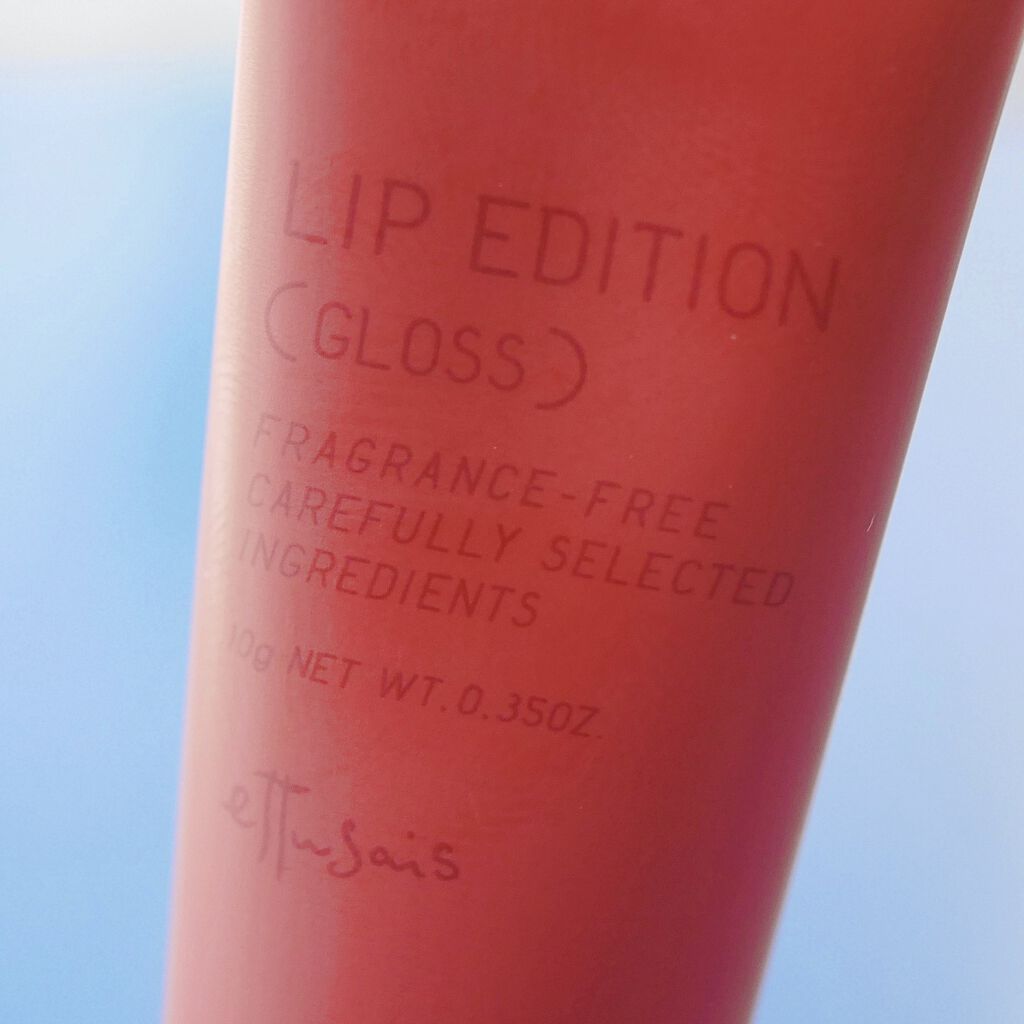 LIP EDITION
(GLOSS)
FRAGRANCE-FREE
CAREFULLY SELECTED
INGREDIENTS
10g NET WT.0.35OZ.
ettusais